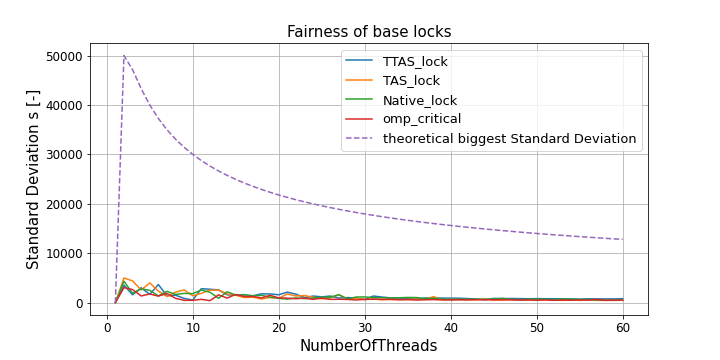 Fairness of base locks
Standard Deviation s [-]
50000
40000
30000
20000
10000
0
TTAS_lock
TAS_lock
Native_lock
omp_critical
theoretical biggest Standard Deviation
0 10 20 30 40 50 60
NumberOfThreads